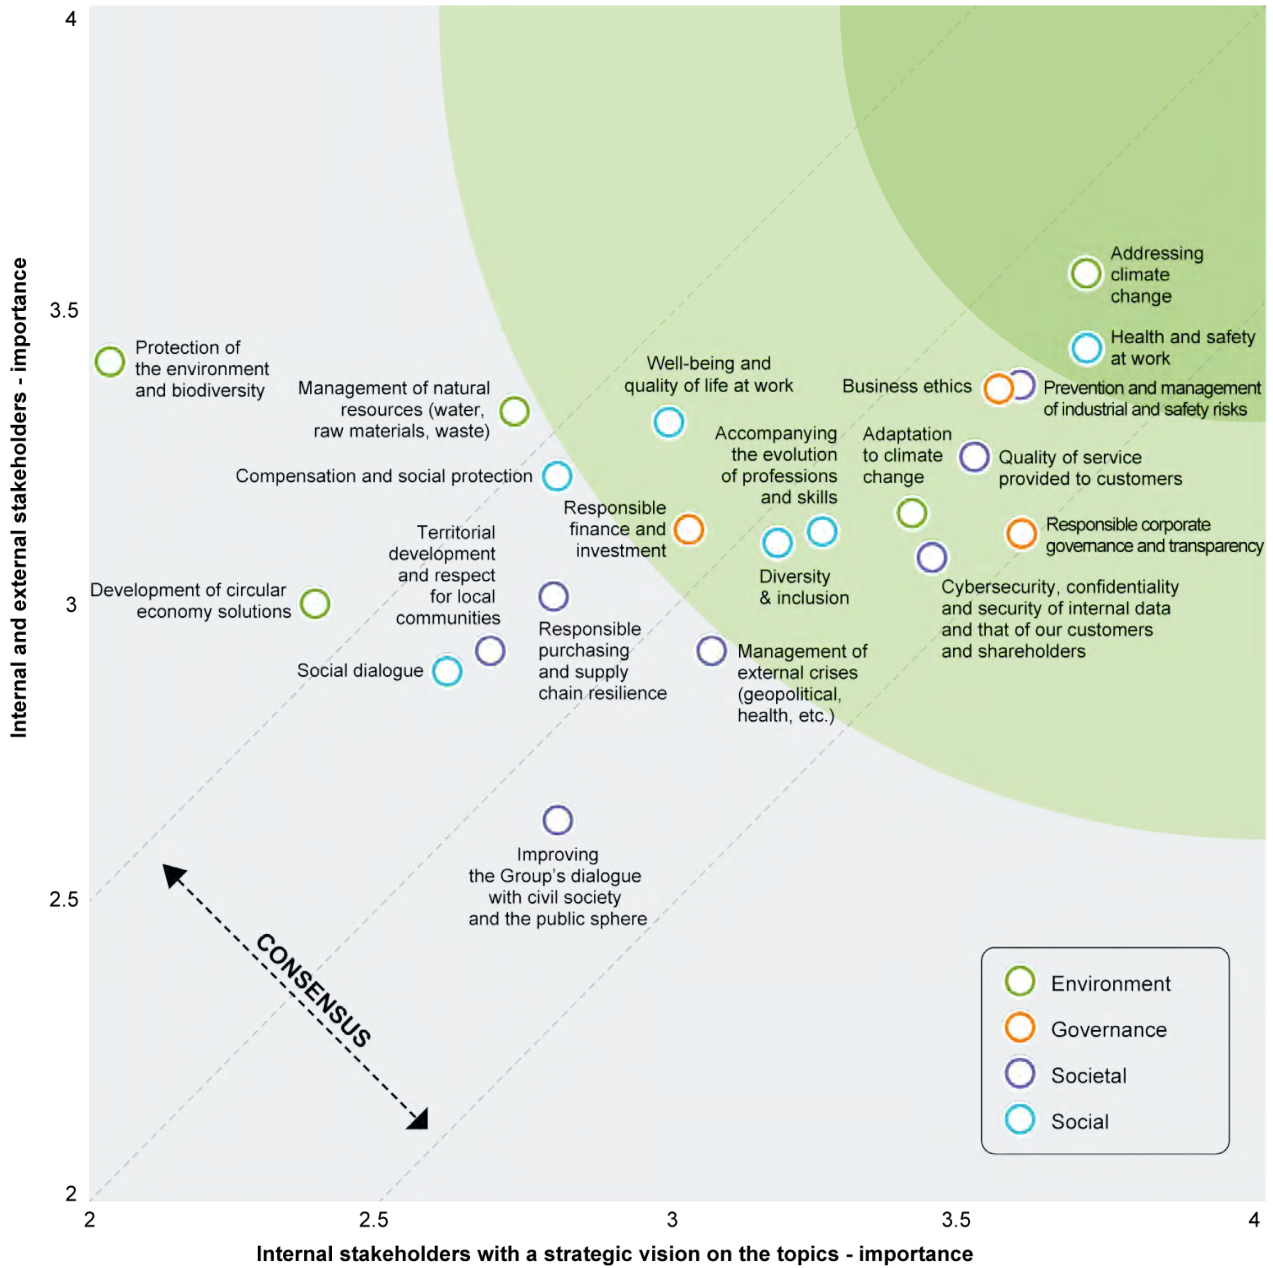 4
3.5
3
2.5
2
Internal and external stakeholders - importance
Addressing
climate
change
Health and safety
at work
Protection of
the environment
and biodiversity
Management of natural
resources (water,
raw materials, waste)
Well-being and
quality of life at work
Business ethics
Prevention and management
of industrial and safety risks
Compensation and social protection
Accompanying
the evolution
of professions
and skills
Adaptation
to climate
change
Quality of service
provided to customers
Responsible
finance and
investment
Responsible corporate
governance and transparency
Territorial
development
and respect
for local
communities
Diversity
& inclusion
Development of circular
economy solutions
Cybersecurity, confidentiality
and security of internal data
and that of our customers
and shareholders
Responsible
purchasing
and supply
chain resilience
Social dialogue
Management of
external crises
(geopolitical,
health, etc.)
Improving
the Group's dialogue
with civil society
and the public sphere
CONSENSUS
Environment
Governance
Societal
Social
2
2.5
3
3.5
4
Internal stakeholders with a strategic vision on the topics - importance